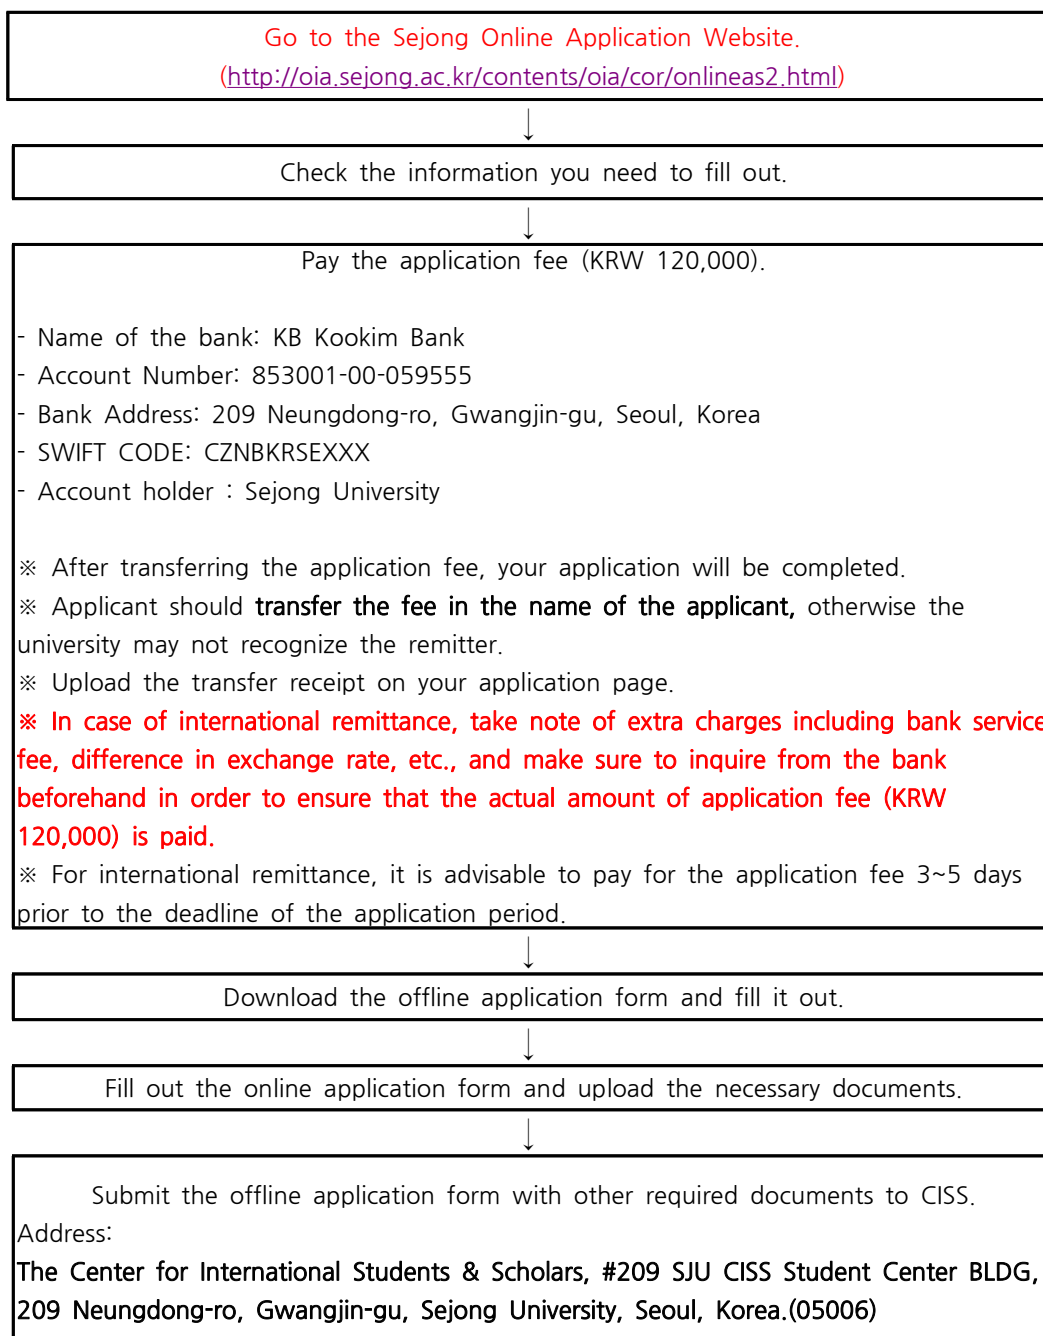 Go to the Sejong Online Application Website.
(http://oia.sejong.ac.kr/contents/oia/cor/onlineas2.html)
↓
Check the information you need to fill out.
↓
Pay the application fee (KRW 120,000).
- Name of the bank: KB Kookim Bank
- Account Number: 853001-00-059555
- Bank Address: 209 Neungdong-ro, Gwangjin-gu, Seoul, Korea
- SWIFT CODE: CZNBKRSEXXX
- Account holder : Sejong University
※ After transferring the application fee, your application will be completed.
※ Applicant should transfer the fee in the name of the applicant, otherwise the
university may not recognize the remitter.
※ Upload the transfer receipt on your application page.
※ In case of international remittance, take note of extra charges including bank service
fee, difference in exchange rate, etc., and make sure to inquire from the bank
beforehand in order to ensure that the actual amount of application fee (KRW
120,000) is paid.
※ For international remittance, it is advisable to pay for the application fee 3~5 days
prior to the deadline of the application period.
↓
Download the offline application form and fill it out.
↓
Fill out the online application form and upload the necessary documents.
↓
Submit the offline application form with other required documents to CISS.
Address:
The Center for International Students & Scholars, #209 SJU CISS Student Center BLDG,
209 Neungdong-ro, Gwangjin-gu, Sejong University, Seoul, Korea.(05006)